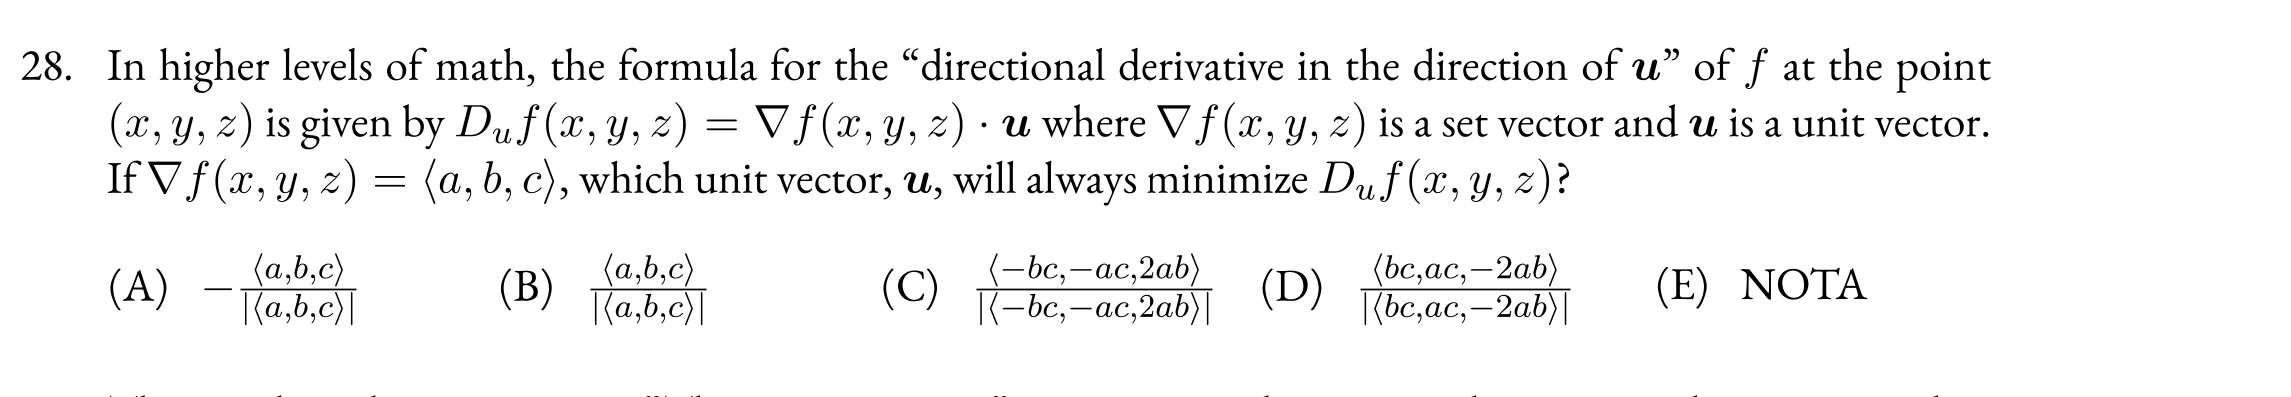 28. In higher levels of math, the formula for the “directional derivative in the direction of u” of f at the point
(x, y, z) is given by D_u f(x, y, z) = ∇f(x, y, z) · u where ∇f(x, y, z) is a set vector and u is a unit vector.
If ∇f(x, y, z) = ⟨a, b, c⟩, which unit vector, u, will always minimize D_u f(x, y, z)?
(A) −⟨a,b,c⟩/|⟨a,b,c⟩| (B) ⟨a,b,c⟩/|⟨a,b,c⟩| (C) ⟨−bc,−ac,2ab⟩/|⟨−bc,−ac,2ab⟩| (D) ⟨bc,ac,−2ab⟩/|⟨bc,ac,−2ab⟩| (E) NOTA